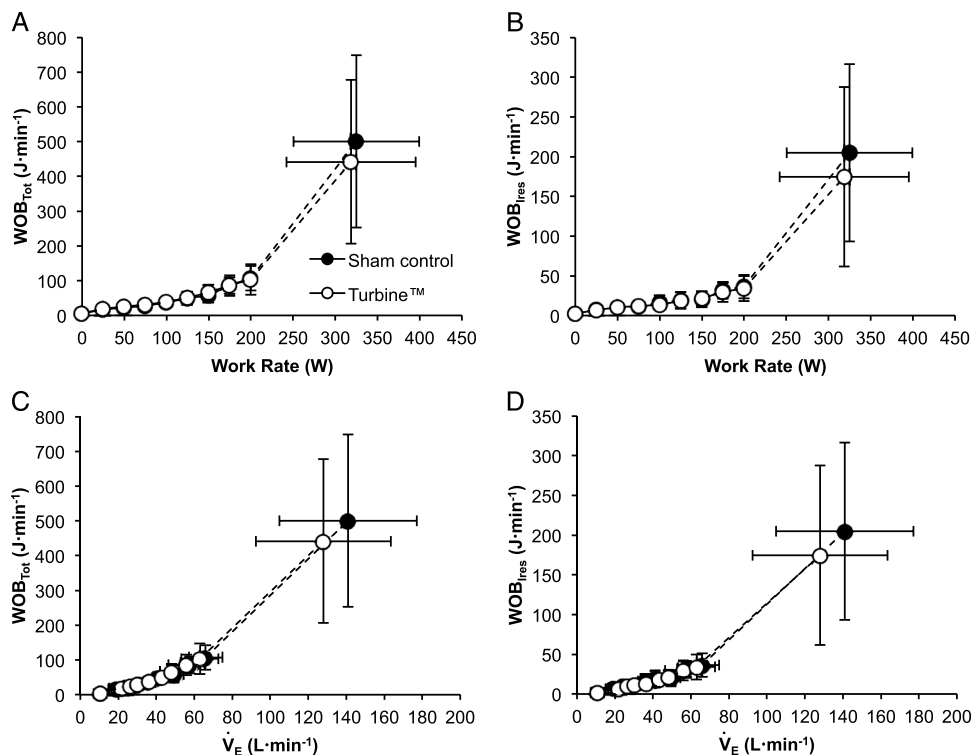 A
800
700
600
500
400
300
200
100
0
WOB_Tot (J·min⁻¹)
Sham control
Turbine™
0 50 100 150 200 250 300 350 400 450
Work Rate (W)
B
350
300
250
200
150
100
50
0
WOB_Ires (J·min⁻¹)
0 50 100 150 200 250 300 350 400 450
Work Rate (W)
C
800
700
600
500
400
300
200
100
0
WOB_Tot (J·min⁻¹)
0 20 40 60 80 100 120 140 160 180 200
V̇_E (L·min⁻¹)
D
350
300
250
200
150
100
50
0
WOB_Ires (J·min⁻¹)
0 20 40 60 80 100 120 140 160 180 200
V̇_E (L·min⁻¹)